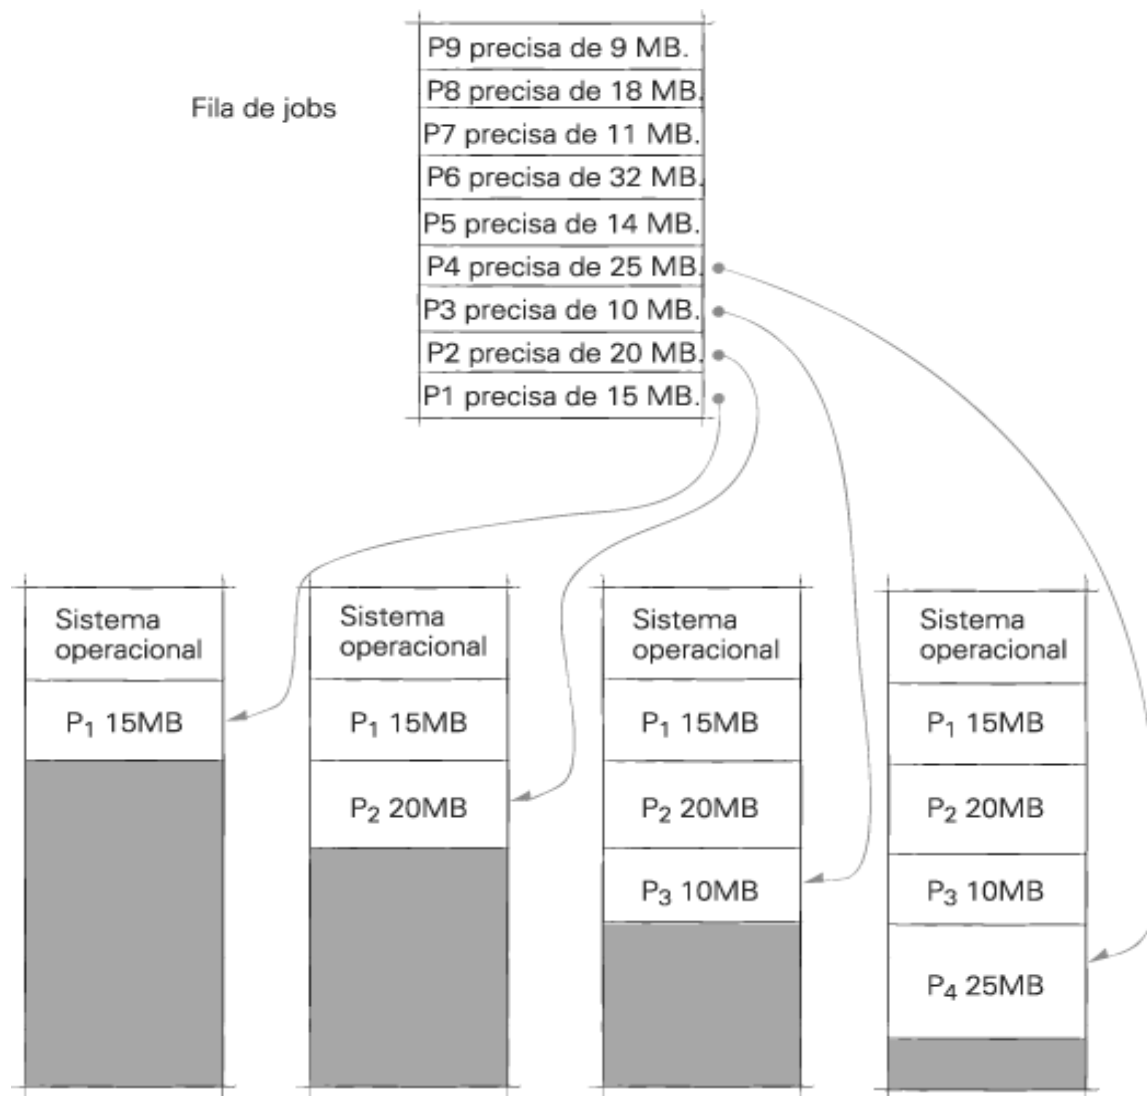 P9 precisa de 9 MB.
Fila de jobs
P8 precisa de 18 MB.
P7 precisa de 11 MB.
P6 precisa de 32 MB.
P5 precisa de 14 MB.
P4 precisa de 25 MB.
P3 precisa de 10 MB.
P2 precisa de 20 MB.
P1 precisa de 15 MB.
Sistema
operacional
P₁ 15MB
Sistema
operacional
P₁ 15MB
P₂ 20MB
Sistema
operacional
P₁ 15MB
P₂ 20MB
P₃ 10MB
Sistema
operacional
P₁ 15MB
P₂ 20MB
P₃ 10MB
P₄ 25MB